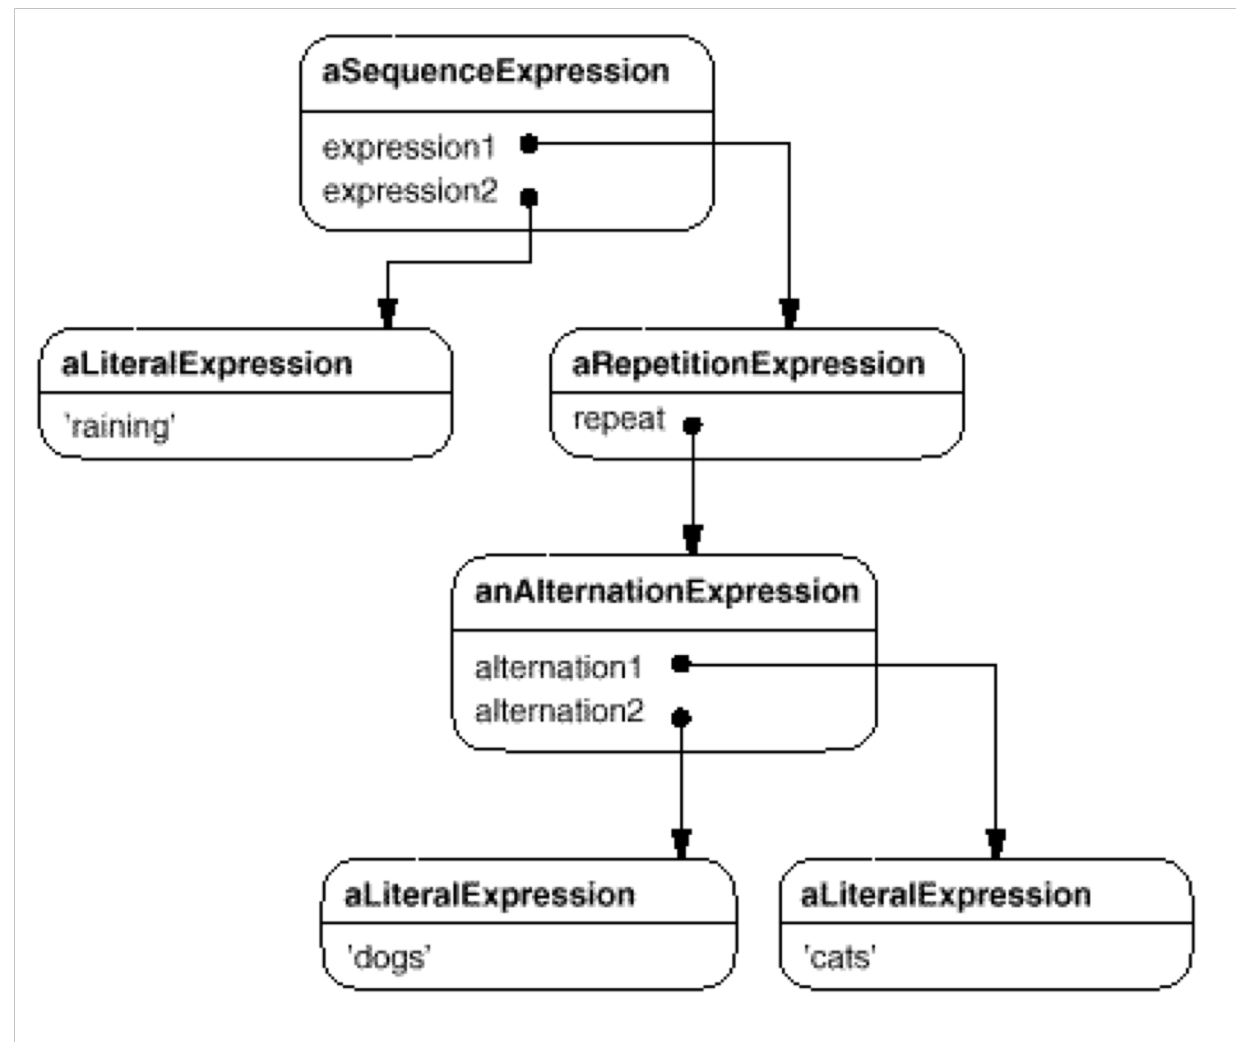 aSequenceExpression
expression1
expression2
aLiteralExpression
'raining'
aRepetitionExpression
repeat
anAlternationExpression
alternation1
alternation2
aLiteralExpression
'dogs'
aLiteralExpression
'cats'